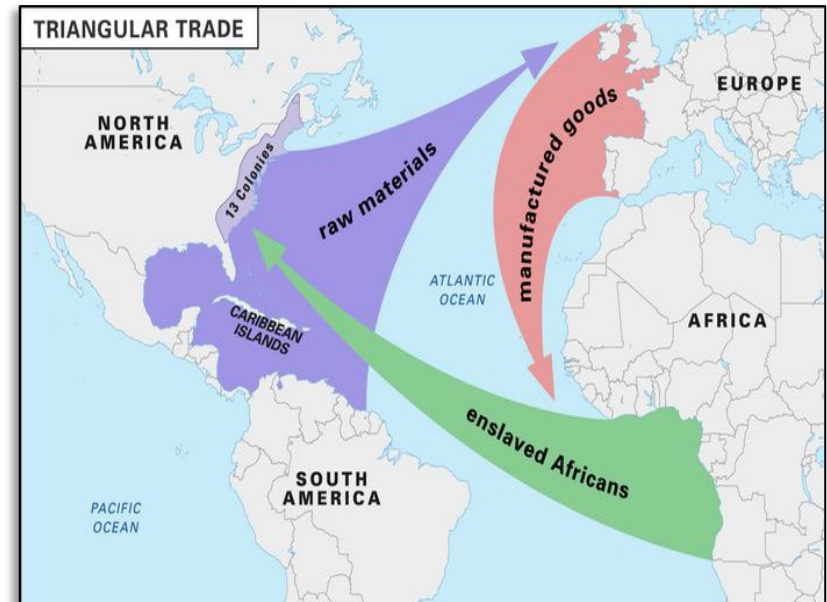 TRIANGULAR TRADE
NORTH
AMERICA
13 Colonies
raw materials
manufactured goods
EUROPE
ATLANTIC
OCEAN
CARIBBEAN
ISLANDS
AFRICA
enslaved Africans
SOUTH
AMERICA
PACIFIC
OCEAN